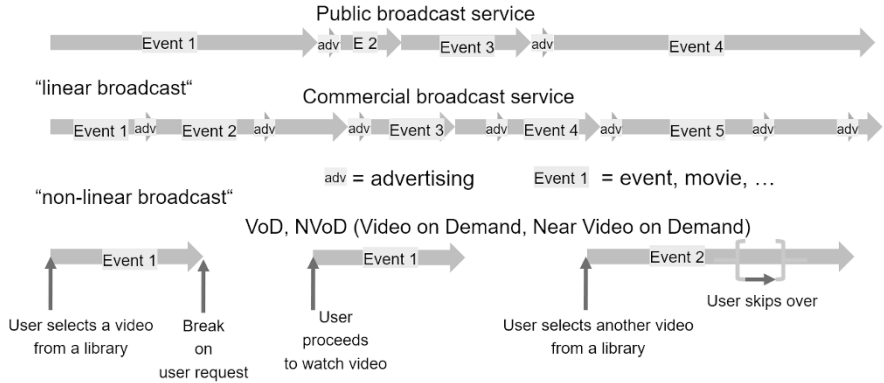 Public broadcast service
Event 1 adv E 2 Event 3 adv Event 4
“linear broadcast“
Commercial broadcast service
Event 1 adv Event 2 adv adv Event 3 adv Event 4 adv Event 5 adv adv
adv = advertising Event 1 = event, movie, …
“non-linear broadcast“
VoD, NVoD (Video on Demand, Near Video on Demand)
Event 1 Event 1 Event 2
User skips over
User selects a video
from a library
Break
on
user request
User
proceeds
to watch video
User selects another video
from a library